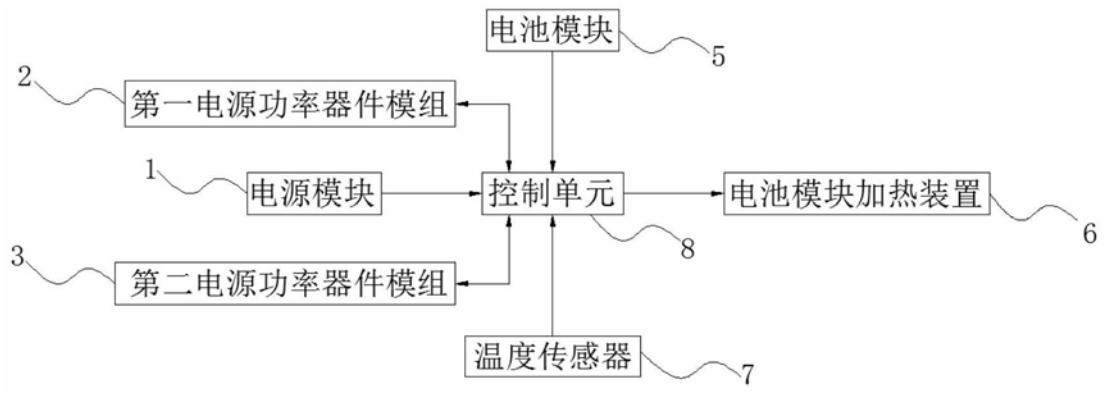 电池模块
5
2
第一电源功率器件模组
1
电源模块
控制单元
电池模块加热装置
8
6
3
第二电源功率器件模组
温度传感器
7